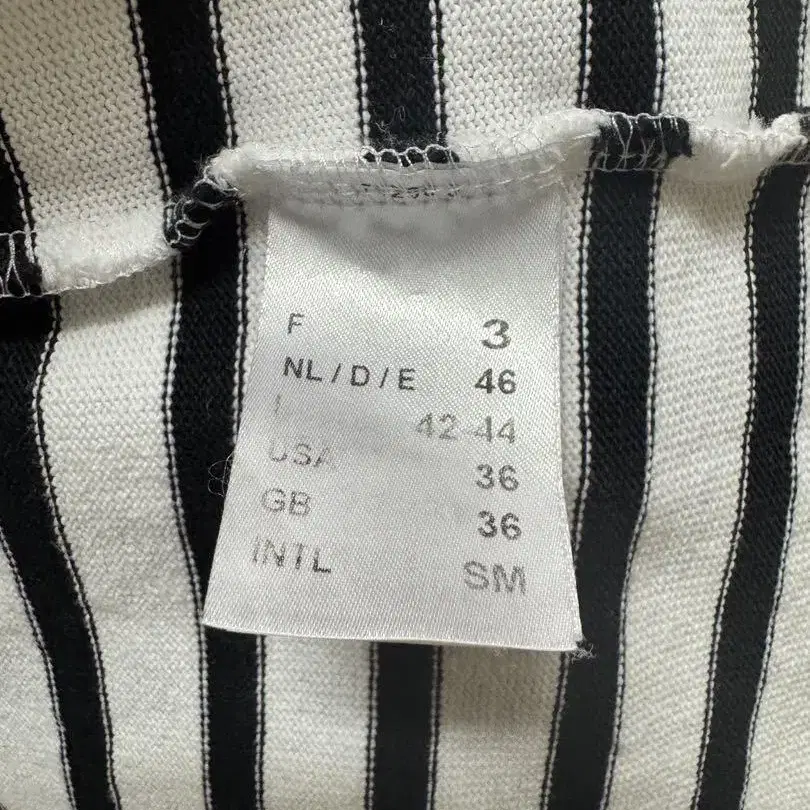 F 3
NL/D/E 46
I 42-44
USA 36
GB 36
INTL SM